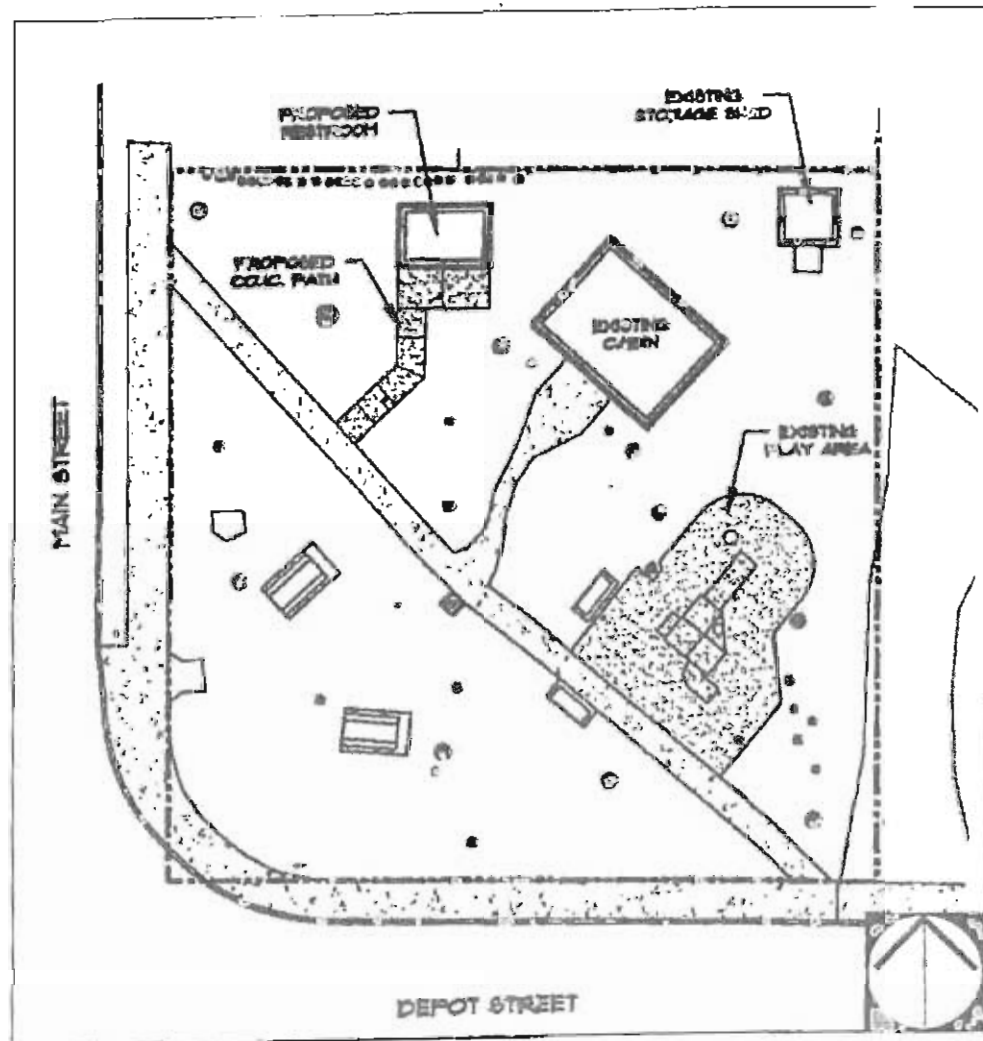 PROPOSED
RESTROOM
EXISTING
STORAGE SHED
PROPOSED
CONC. PATH
EXISTING
CABIN
EXISTING
PLAY AREA
MAIN STREET
DEPOT STREET